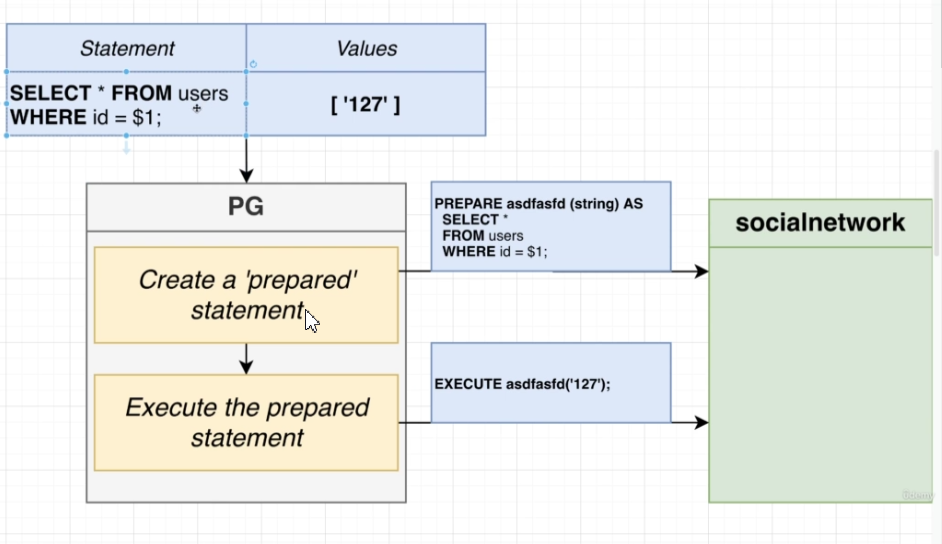 Statement
Values
SELECT * FROM users
WHERE id = $1;
[ '127' ]
PG
Create a 'prepared'
statement
Execute the prepared
statement
PREPARE asdfasfd (string) AS
SELECT *
FROM users
WHERE id = $1;
EXECUTE asdfasfd('127');
socialnetwork
Udemy